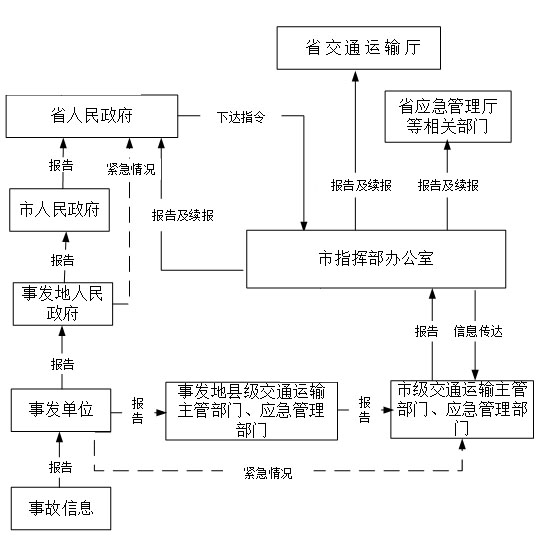 省交通运输厅
省人民政府
省应急管理厅
等相关部门
下达指令
报告
紧急情况
报告及续报
报告及续报
报告及续报
市人民政府
市指挥部办公室
报告
事发地人民
政府
报告
信息传达
报告
事发单位
报
告
事发地县级交通运输
主管部门、应急管理
部门
报
告
市级交通运输主管
部门、应急管理部
门
报告
紧急情况
事故信息